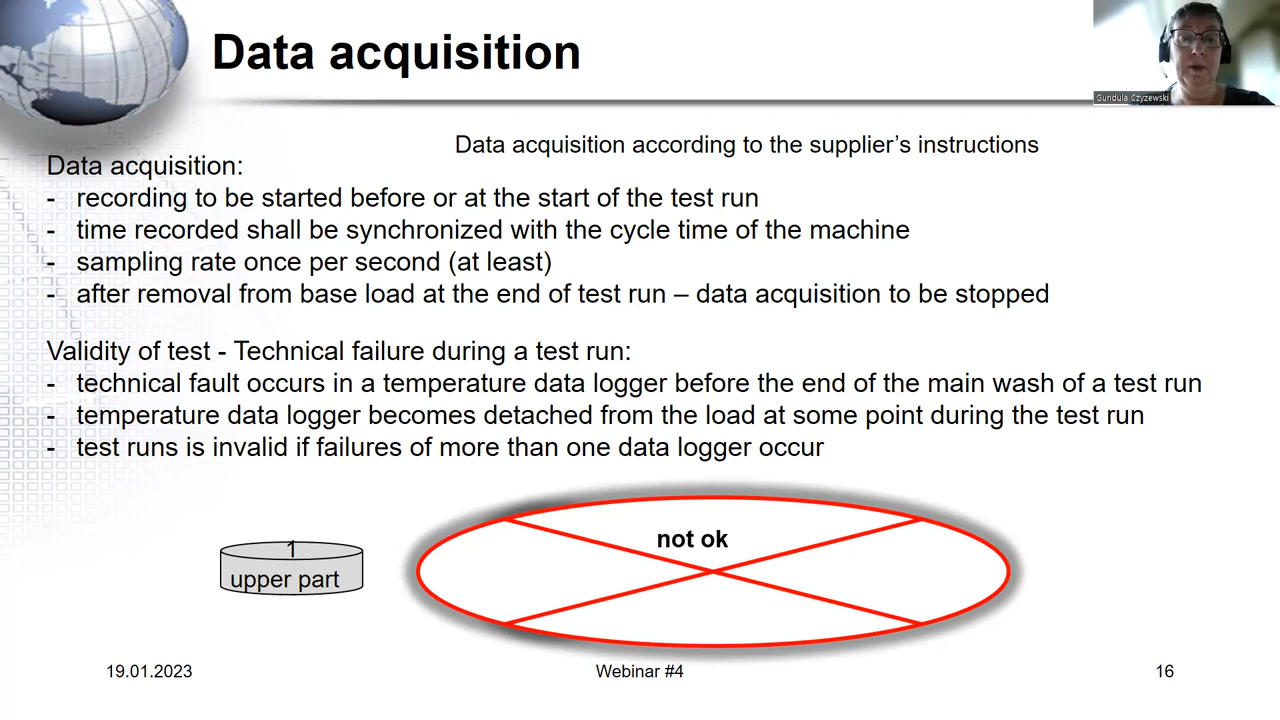 Data acquisition
Gundula Czyzewski
Data acquisition according to the supplier’s instructions
Data acquisition:
- recording to be started before or at the start of the test run
- time recorded shall be synchronized with the cycle time of the machine
- sampling rate once per second (at least)
- after removal from base load at the end of test run – data acquisition to be stopped
Validity of test - Technical failure during a test run:
- technical fault occurs in a temperature data logger before the end of the main wash of a test run
- temperature data logger becomes detached from the load at some point during the test run
- test runs is invalid if failures of more than one data logger occur
not ok
1
upper part
19.01.2023
Webinar #4
16